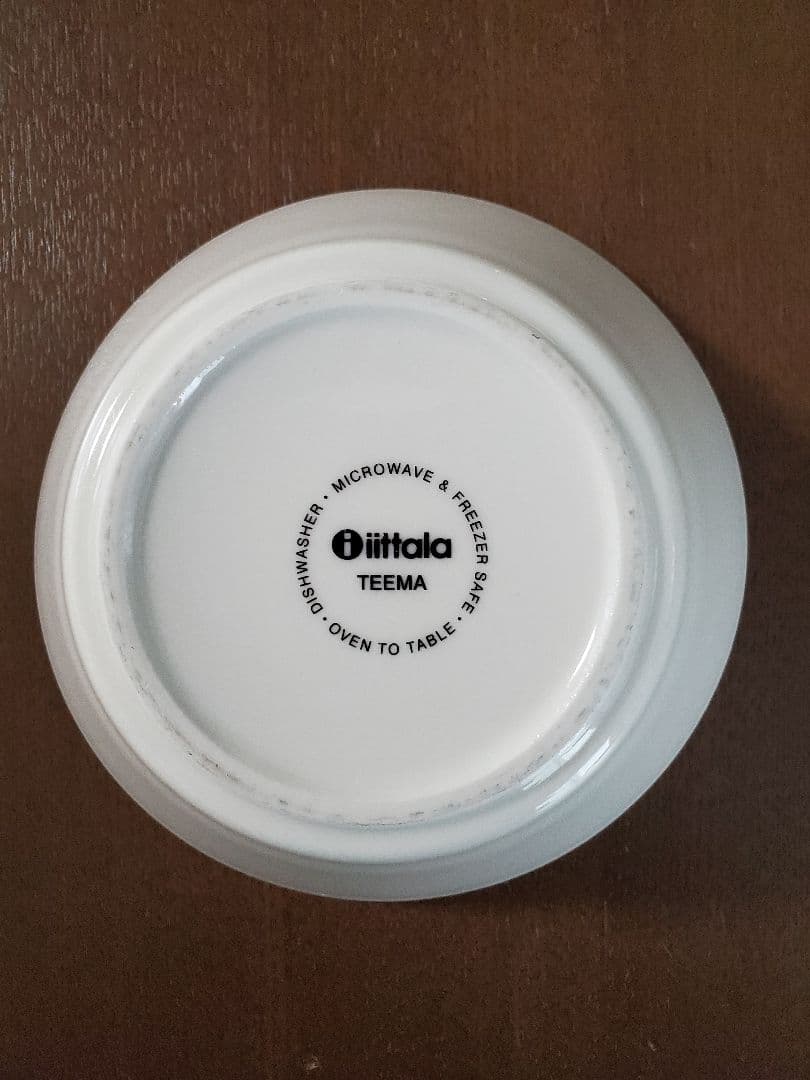 DISHWASHER · MICROWAVE & FREEZER SAFE · OVEN TO TABLE ·
i iittala
TEEMA